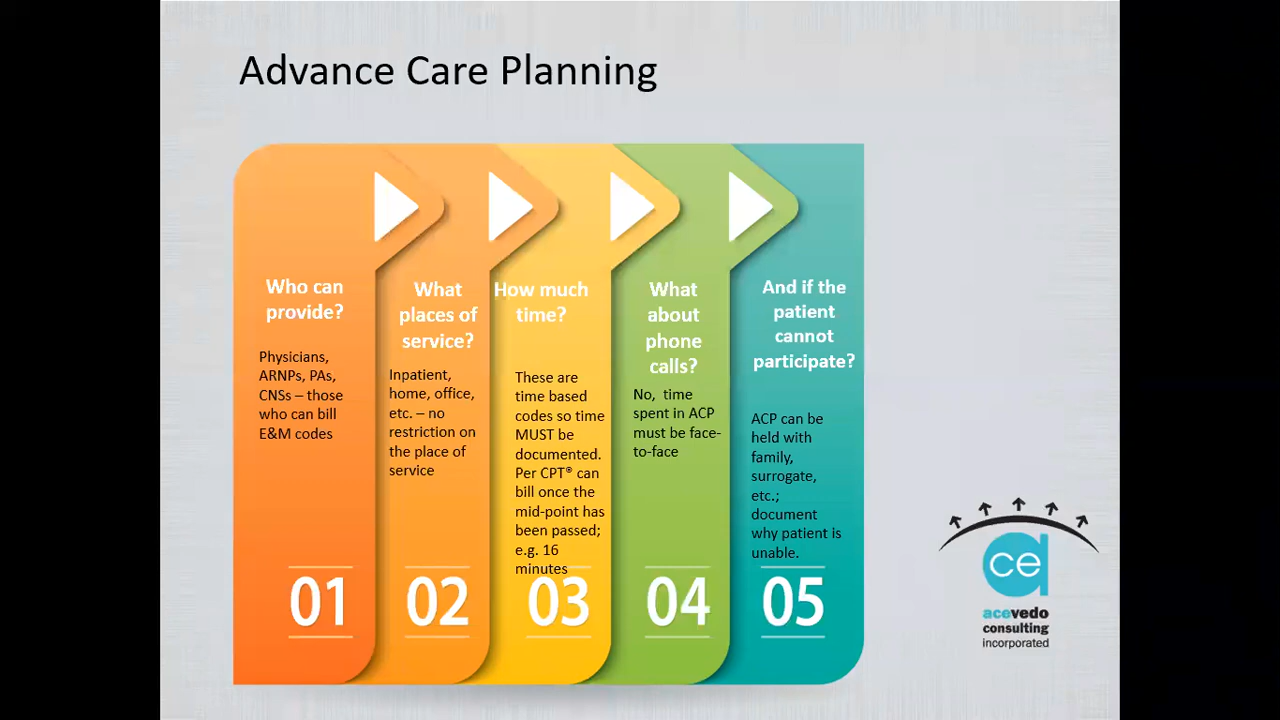 Advance Care Planning
Who can
provide?
Physicians,
ARNPs, PAs,
CNSs – those
who can bill
E&M codes
01
What
places of
service?
Inpatient,
home, office,
etc. – no
restriction on
the place of
service
02
How much
time?
These are
time based
codes so time
MUST be
documented.
Per CPT® can
bill once the
mid-point has
been passed;
e.g. 16
minutes
03
What
about
phone
calls?
No,  time
spent in ACP
must be face-
to-face
04
And if the
patient
cannot
participate?
ACP can be
held with
family,
surrogate,
etc.;
document
why patient is
unable.
05
ace
acevedo
consulting
incorporated